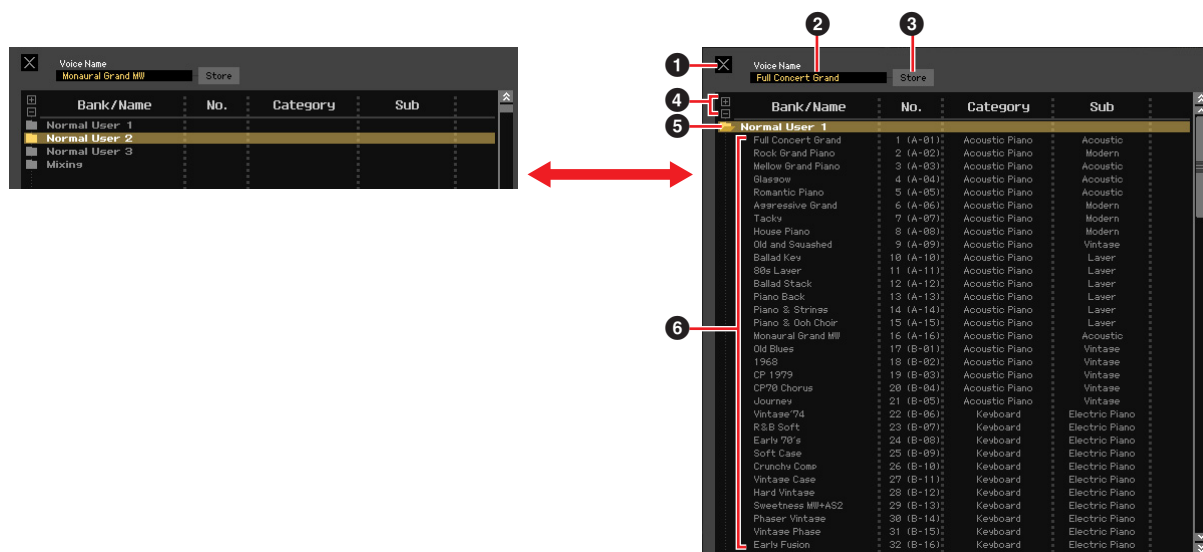 Voice Name
Monaural Grand MW Store
Bank/Name No. Category Sub
Normal User 1
Normal User 2
Normal User 3
Mixing
2 3
1 Voice Name
Full Concert Grand Store
4 Bank/Name No. Category Sub
5 Normal User 1
Full Concert Grand 1 (A-01) Acoustic Piano Acoustic
Rock Grand Piano 2 (A-02) Acoustic Piano Modern
Mellow Grand Piano 3 (A-03) Acoustic Piano Acoustic
Glasgow 4 (A-04) Acoustic Piano Acoustic
Romantic Piano 5 (A-05) Acoustic Piano Acoustic
Aggressive Grand 6 (A-06) Acoustic Piano Modern
Tacky 7 (A-07) Acoustic Piano Modern
House Piano 8 (A-08) Acoustic Piano Modern
Old and Squashed 9 (A-09) Acoustic Piano Vintage
Ballad Key 10 (A-10) Acoustic Piano Layer
80s Layer 11 (A-11) Acoustic Piano Layer
Ballad Stack 12 (A-12) Acoustic Piano Layer
Piano Back 13 (A-13) Acoustic Piano Layer
Piano & Strings 14 (A-14) Acoustic Piano Layer
6 Piano & Ooh Choir 15 (A-15) Acoustic Piano Layer
Monaural Grand MW 16 (A-16) Acoustic Piano Acoustic
Old Blues 17 (B-01) Acoustic Piano Vintage
1968 18 (B-02) Acoustic Piano Vintage
CP 1979 19 (B-03) Acoustic Piano Vintage
CP70 Chorus 20 (B-04) Acoustic Piano Vintage
Journey 21 (B-05) Acoustic Piano Vintage
Vintage'74 22 (B-06) Keyboard Electric Piano
R&B Soft 23 (B-07) Keyboard Electric Piano
Early 70's 24 (B-08) Keyboard Electric Piano
Soft Case 25 (B-09) Keyboard Electric Piano
Crunchy Comp 26 (B-10) Keyboard Electric Piano
Vintage Case 27 (B-11) Keyboard Electric Piano
Hard Vintage 28 (B-12) Keyboard Electric Piano
Sweetness MW+AS2 29 (B-13) Keyboard Electric Piano
Phaser Vintage 30 (B-14) Keyboard Electric Piano
Vintage Phase 31 (B-15) Keyboard Electric Piano
Early Fusion 32 (B-16) Keyboard Electric Piano